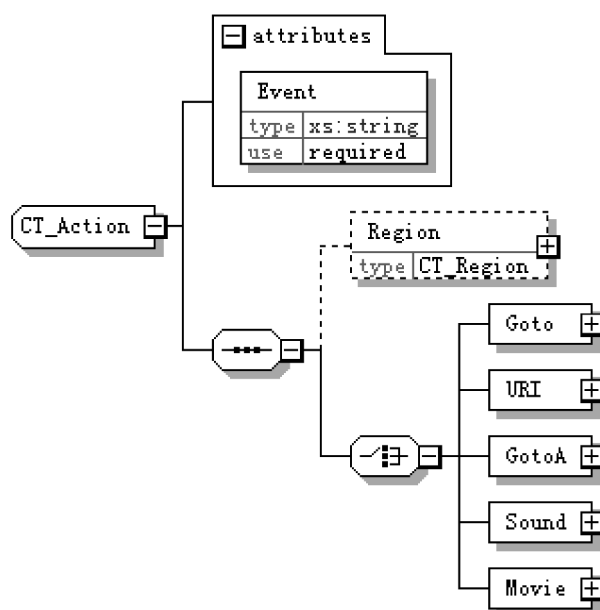 attributes
Event
type xs:string
use required
CT_Action
Region
type CT_Region
Goto
URI
GotoA
Sound
Movie